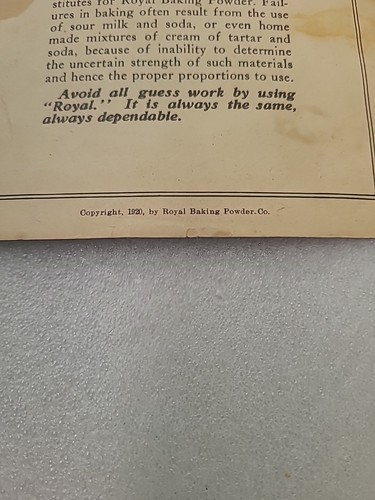 stitutes for Royal Baking Powder. Fail-
ures in baking often result from the use
of sour milk and soda, or even home
made mixtures of cream of tartar and
soda, because of inability to determine
the uncertain strength of such materials
and hence the proper proportions to use.
Avoid all guess work by using
"Royal." It is always the same,
always dependable.
Copyright, 1920, by Royal Baking Powder Co.